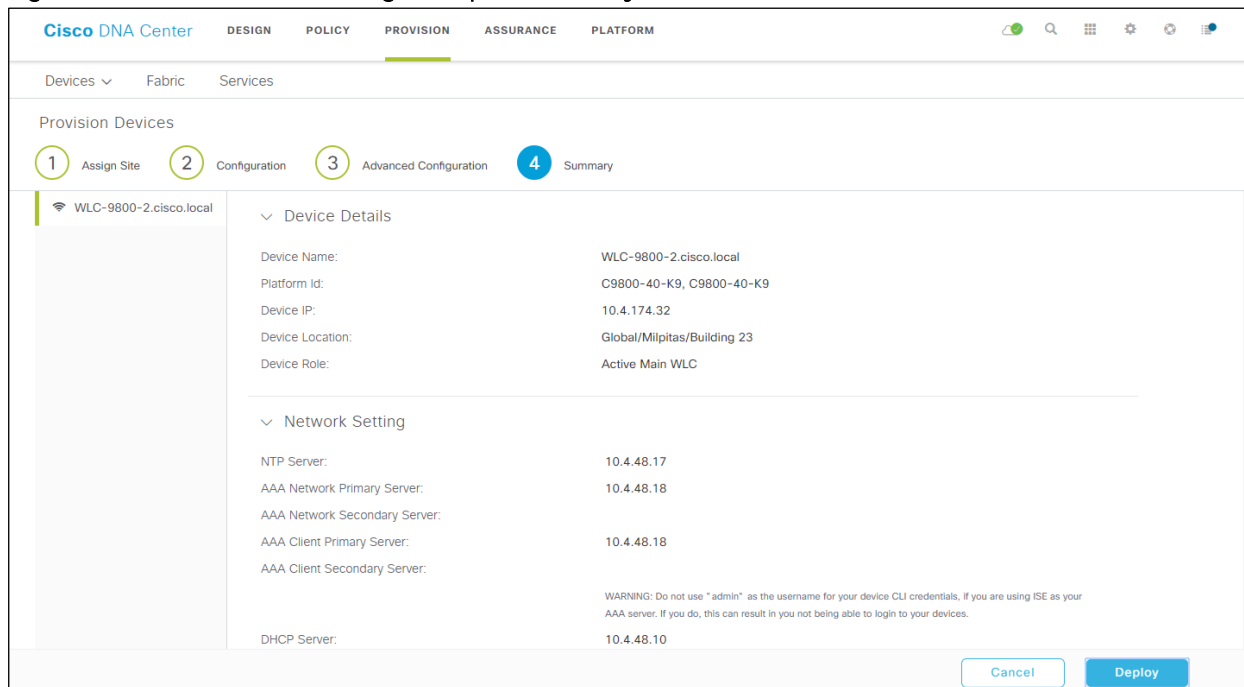 Cisco DNA Center DESIGN POLICY PROVISION ASSURANCE PLATFORM
Devices Fabric Services
Provision Devices
1 Assign Site 2 Configuration 3 Advanced Configuration 4 Summary
WLC-9800-2.cisco.local
Device Details
Device Name: WLC-9800-2.cisco.local
Platform Id: C9800-40-K9, C9800-40-K9
Device IP: 10.4.174.32
Device Location: Global/Milpitas/Building 23
Device Role: Active Main WLC
Network Setting
NTP Server: 10.4.48.17
AAA Network Primary Server: 10.4.48.18
AAA Network Secondary Server:
AAA Client Primary Server: 10.4.48.18
AAA Client Secondary Server:
WARNING: Do not use "admin" as the username for your device CLI credentials, if you are using ISE as your
AAA server. If you do, this can result in you not being able to login to your devices.
DHCP Server: 10.4.48.10
Cancel Deploy